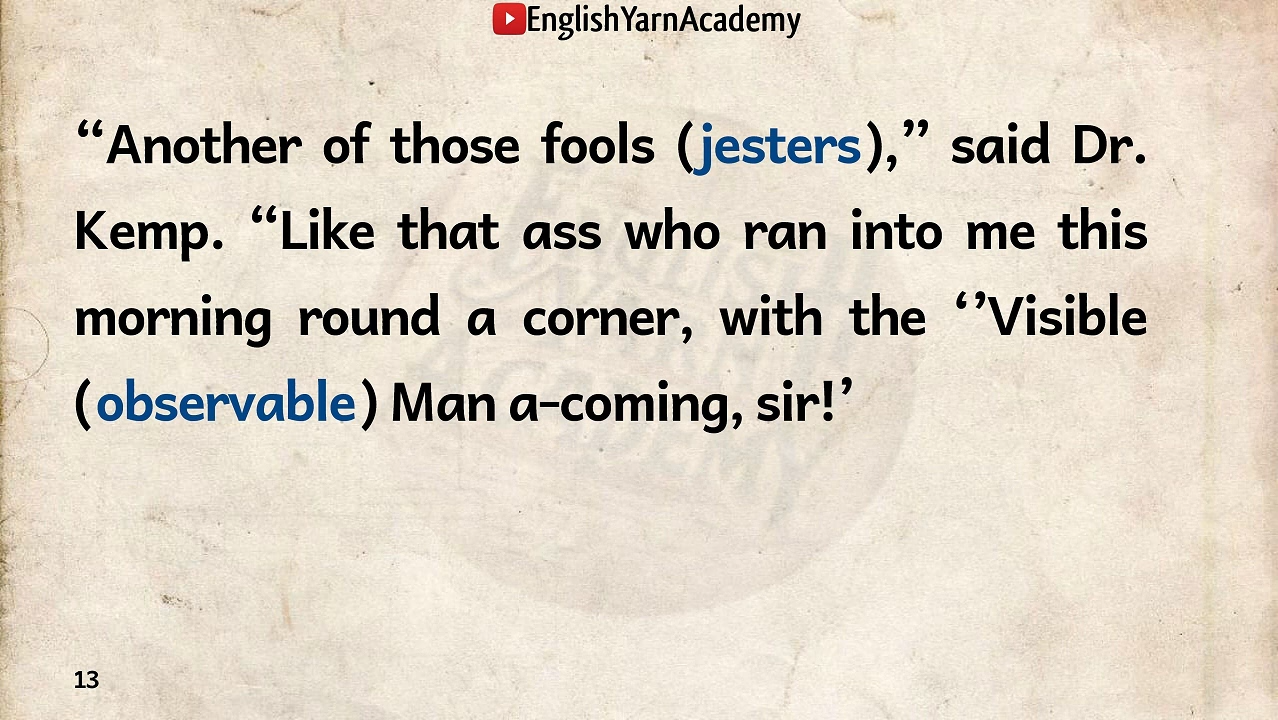 EnglishYarnAcademy
“Another of those fools (jesters),” said Dr.
Kemp. “Like that ass who ran into me this
morning round a corner, with the ‘’Visible
(observable) Man a-coming, sir!’
13